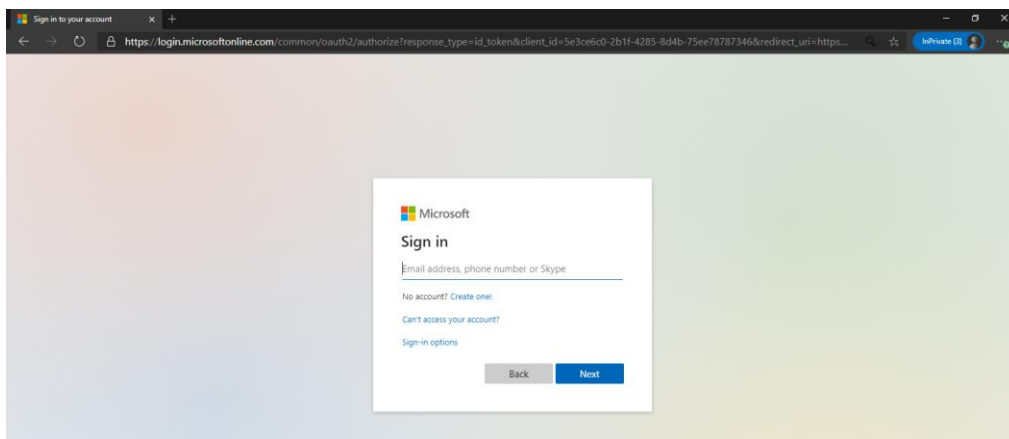 Sign in to your account
https://login.microsoftonline.com/common/oauth2/authorize?response_type=id_token&client_id=5e3ce6c0-2b1f-4285-8d4b-75ee78787346&redirect_uri=https...
InPrivate (3)
Microsoft
Sign in
Email address, phone number or Skype
No account? Create one!
Can't access your account?
Sign-in options
Back Next